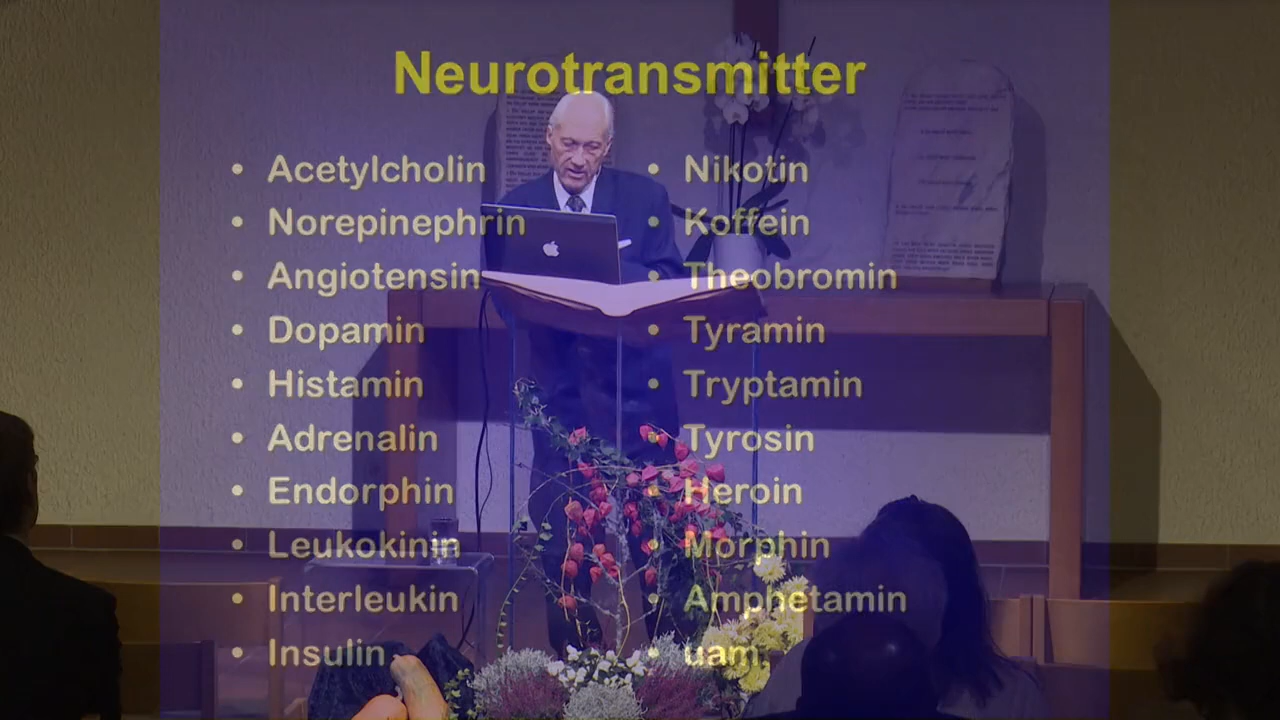 Neurotransmitter
• Acetylcholin
• Norepinephrin
• Angiotensin
• Dopamin
• Histamin
• Adrenalin
• Endorphin
• Leukokinin
• Interleukin
• Insulin
• Nikotin
• Koffein
• Theobromin
• Tyramin
• Tryptamin
• Tyrosin
• Heroin
• Morphin
• Amphetamin
• uam,